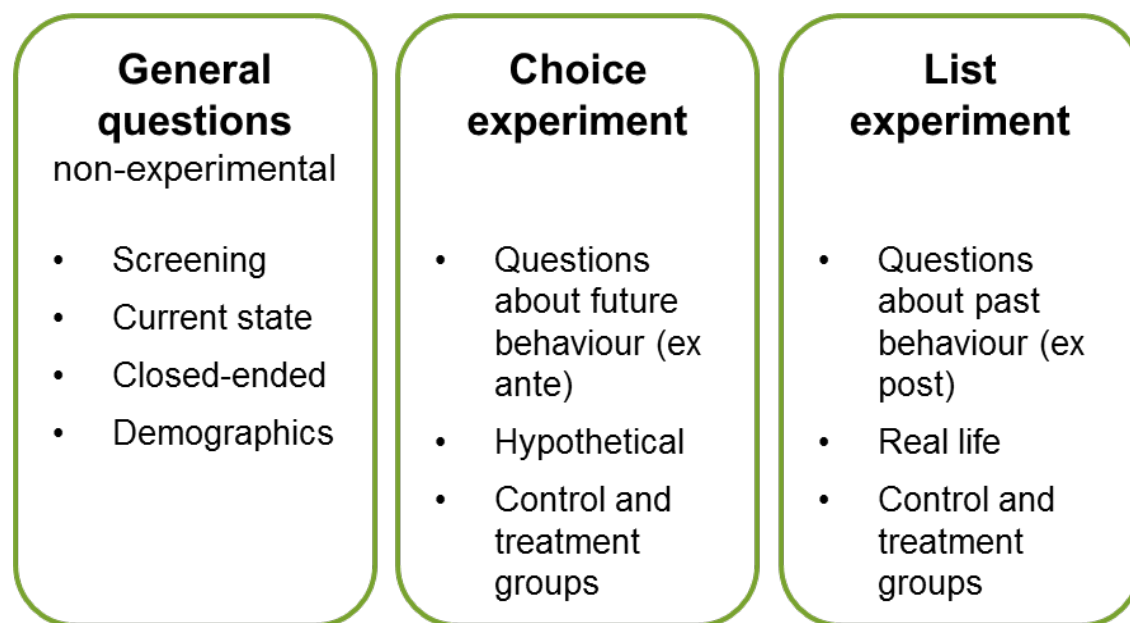 General
questions
non-experimental
• Screening
• Current state
• Closed-ended
• Demographics
Choice
experiment
• Questions
about future
behaviour (ex
ante)
• Hypothetical
• Control and
treatment
groups
List
experiment
• Questions
about past
behaviour (ex
post)
• Real life
• Control and
treatment
groups